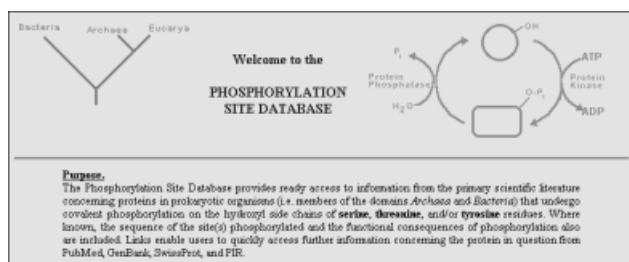 Bacteria Archaea Eucarya
OH
Welcome to the
P_i
ATP
Protein Phosphatase
Protein Kinase
PHOSPHORYLATION
SITE DATABASE
O-P_i
H₂O
ADP
Purpose.
The Phosphorylation Site Database provides ready access to information from the primary scientific literature
concerning proteins in prokaryotic organisms (i.e. members of the domains Archaea and Bacteria) that undergo
covalent phosphorylation on the hydroxyl side chains of serine, threonine, and/or tyrosine residues. Where
known, the sequence of the site(s) phosphorylated and the functional consequences of phosphorylation also
are included. Links enable users to quickly access further information concerning the protein in question from
PubMed, GenBank, SwissProt, and PIR.